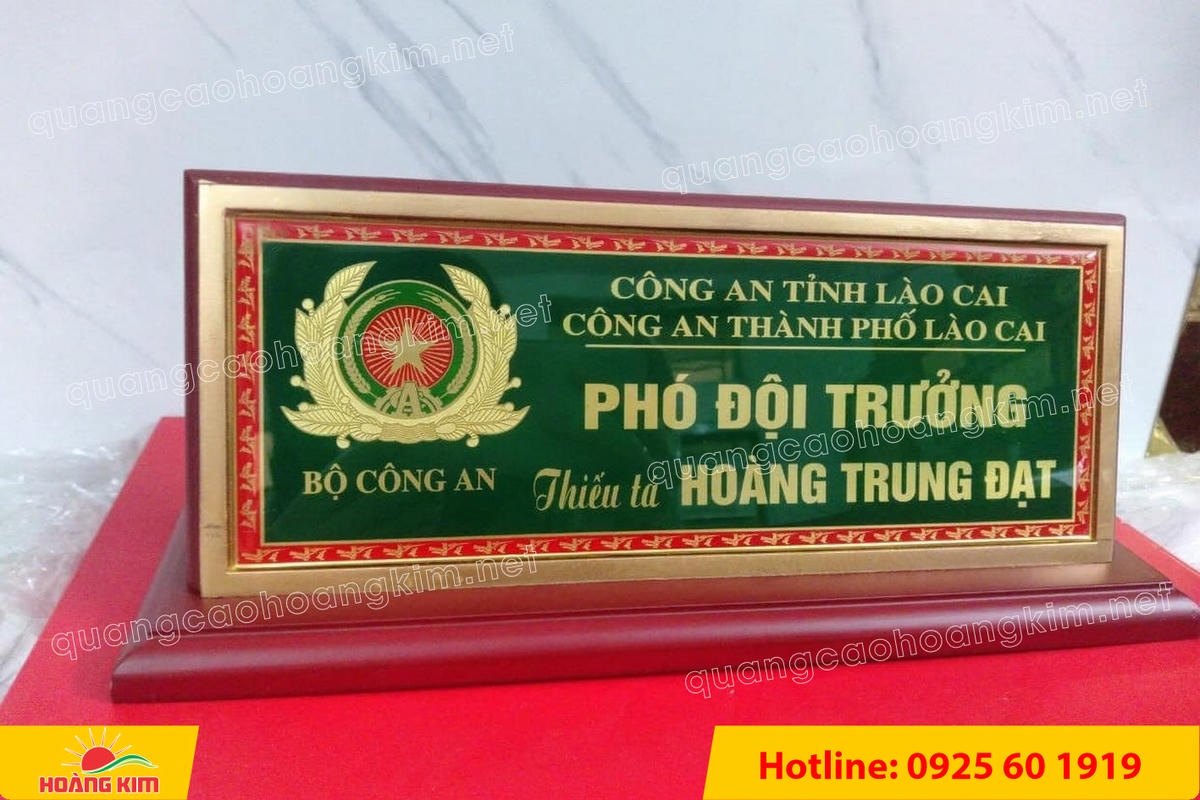 quangcaohoangkim.net
quangcaohoangkim.net
CÔNG AN TỈNH LÀO CAI
CÔNG AN THÀNH PHỐ LÀO CAI
quangcaohoangkim.net
PHÓ ĐỘI TRƯỞNG
quangcaohoangkim.net
BỘ CÔNG AN
Thiếu tá HOÀNG TRUNG ĐẠT
quangcaohoangkim.net
quangcaohoangkim.net
HOÀNG KIM
Hotline: 0925 60 1919